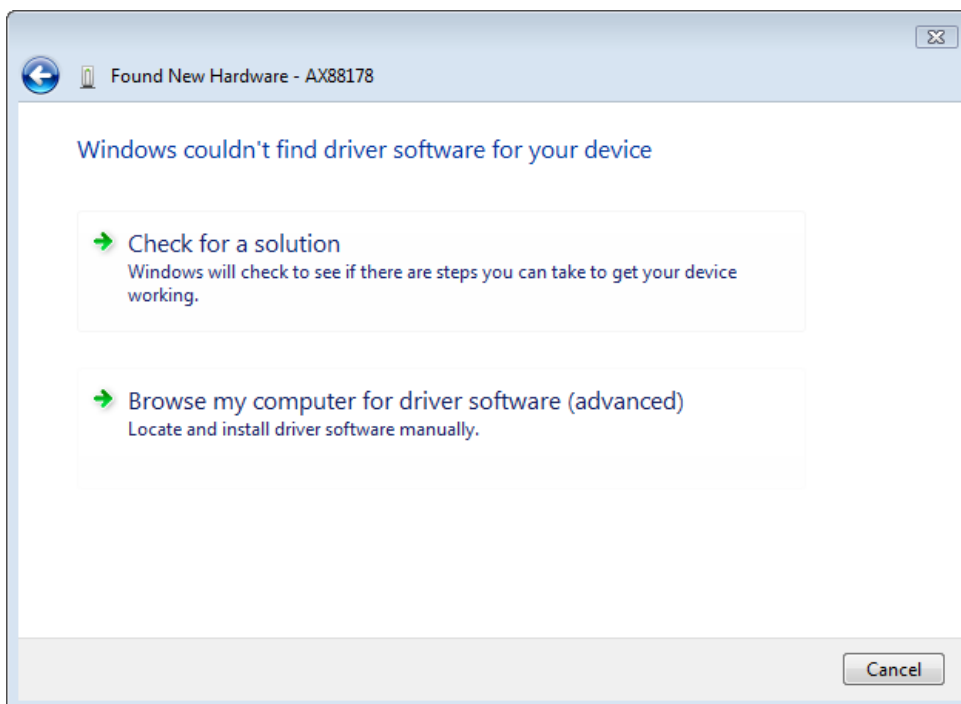 Found New Hardware - AX88178
Windows couldn't find driver software for your device
Check for a solution
Windows will check to see if there are steps you can take to get your device
working.
Browse my computer for driver software (advanced)
Locate and install driver software manually.
Cancel